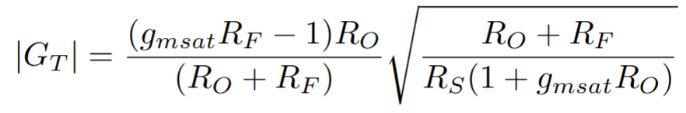 $|G_T| = \frac{(g_{msat}R_F - 1)R_O}{(R_O + R_F)} \sqrt{\frac{R_O + R_F}{R_S(1 + g_{msat}R_O)}}$